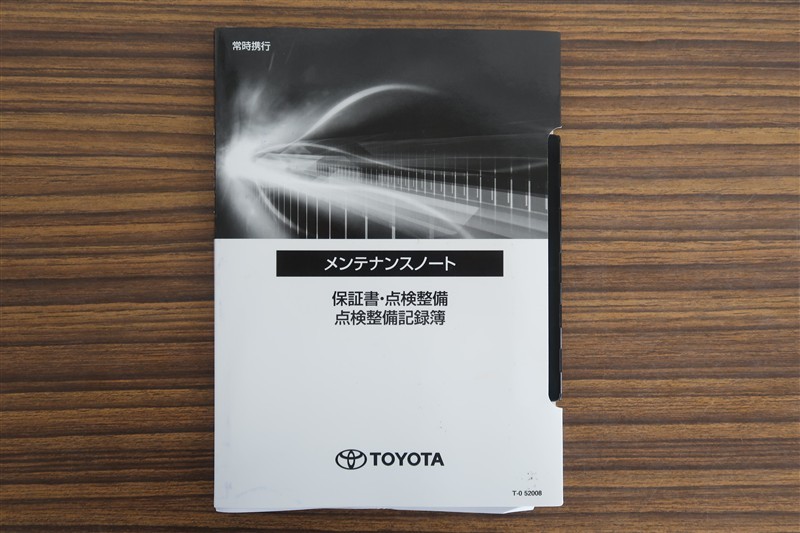 常時携行
メンテナンスノート
保証書・点検整備
点検整備記録簿
TOYOTA
T-0 52008